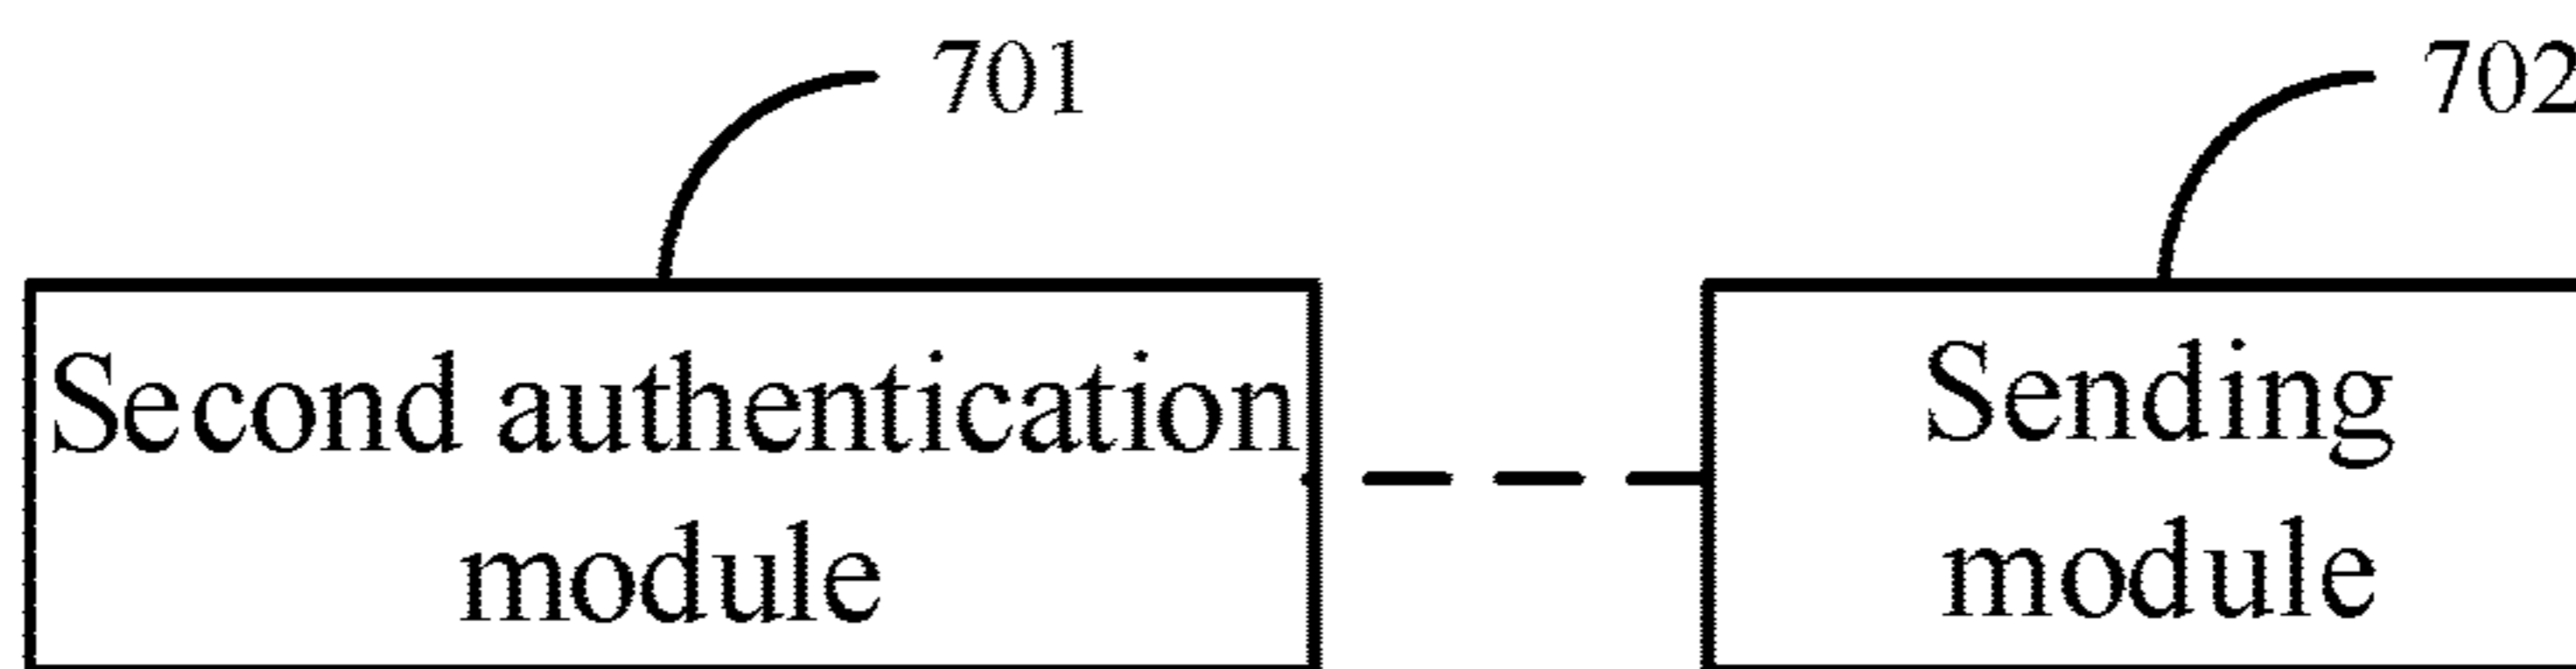 701
702
Second authentication
module
Sending
module